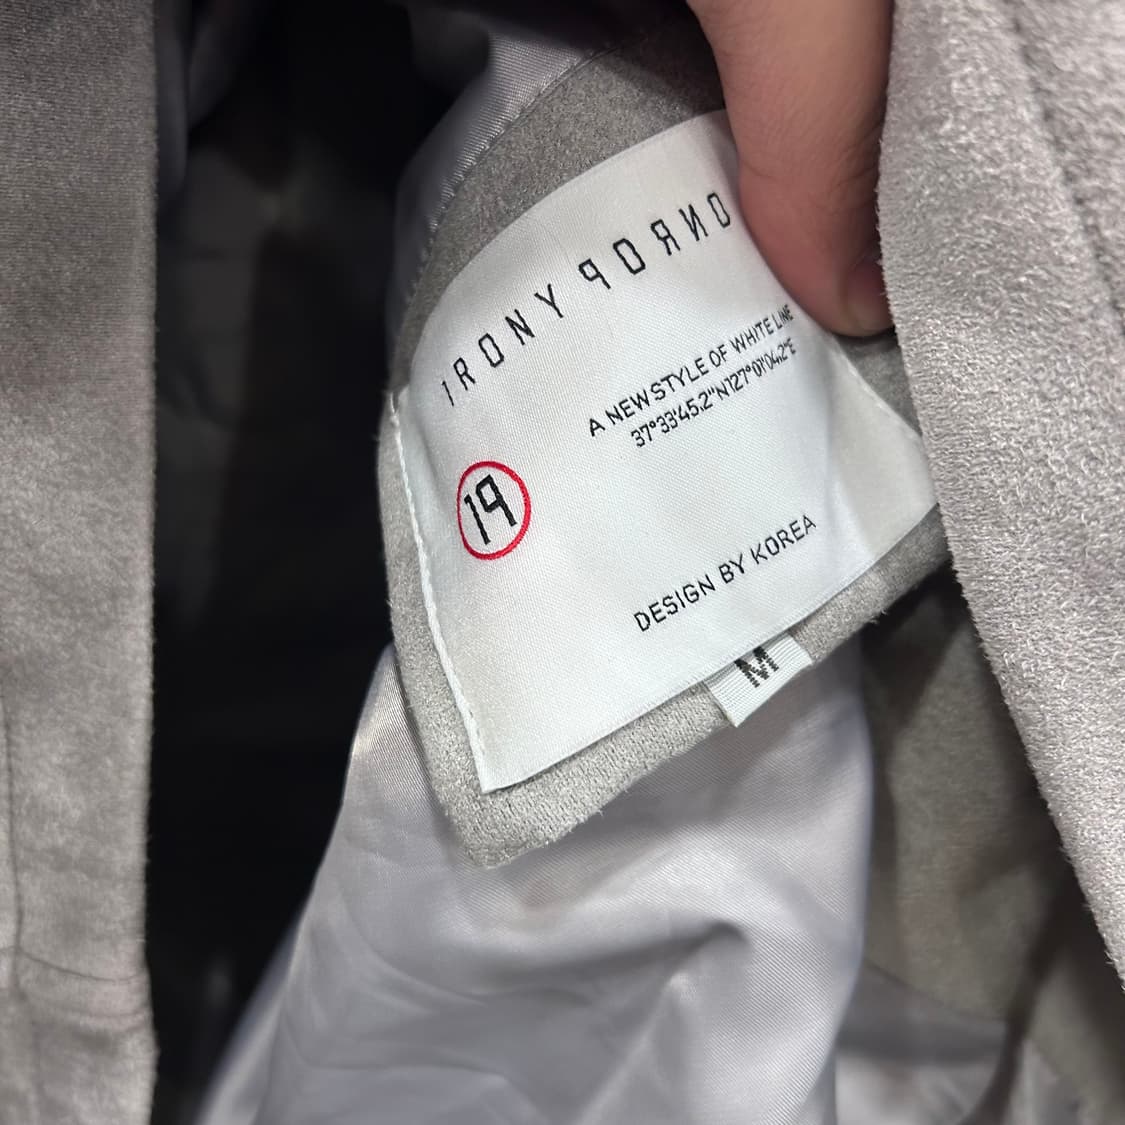 IRONY PORNO
A NEW STYLE OF WHITE LINE
37°33'45.2"N127°01'04.2"E
19
DESIGN BY KOREA
M